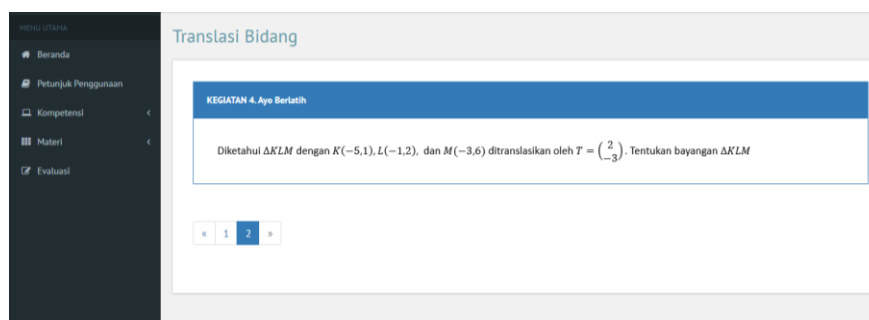 MENU UTAMA
Beranda
Petunjuk Penggunaan
Kompetensi <
Materi <
Evaluasi
Translasi Bidang
KEGIATAN 4. Ayo Berlatih
Diketahui ΔKLM dengan K(−5,1), L(−1,2), dan M(−3,6) ditranslasikan oleh T = (2 −3). Tentukan bayangan ΔKLM
« 1 2 »